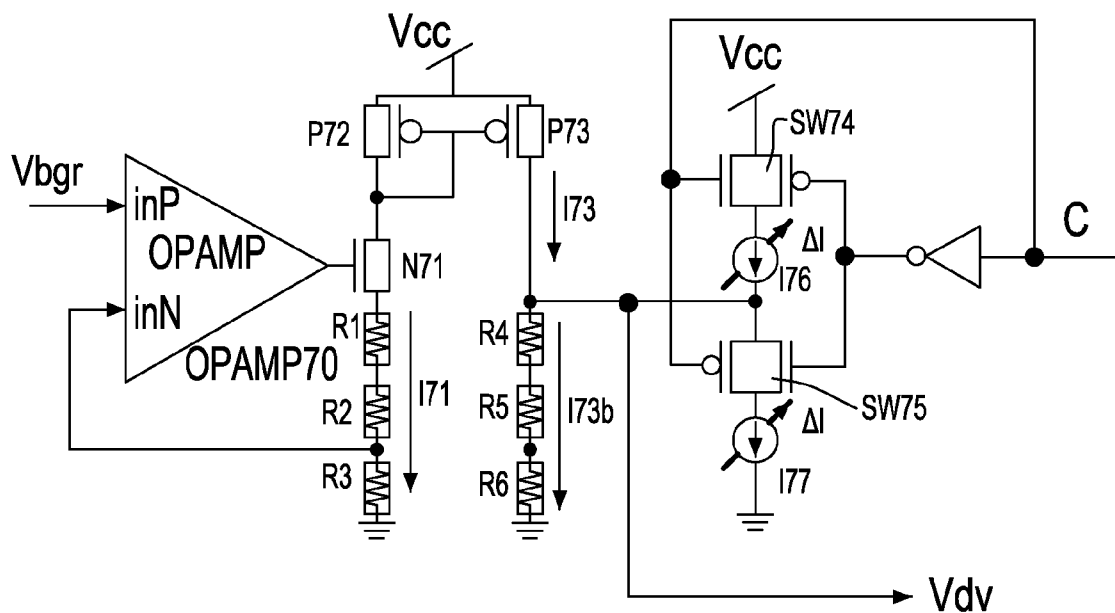 Vcc
P72
P73
Vbgr
inP
OPAMP
I73
N71
inN
OPAMP70
R1
R2
R3
I71
R4
R5
R6
I73b
Vcc
SW74
ΔI
I76
C
SW75
ΔI
I77
Vdv